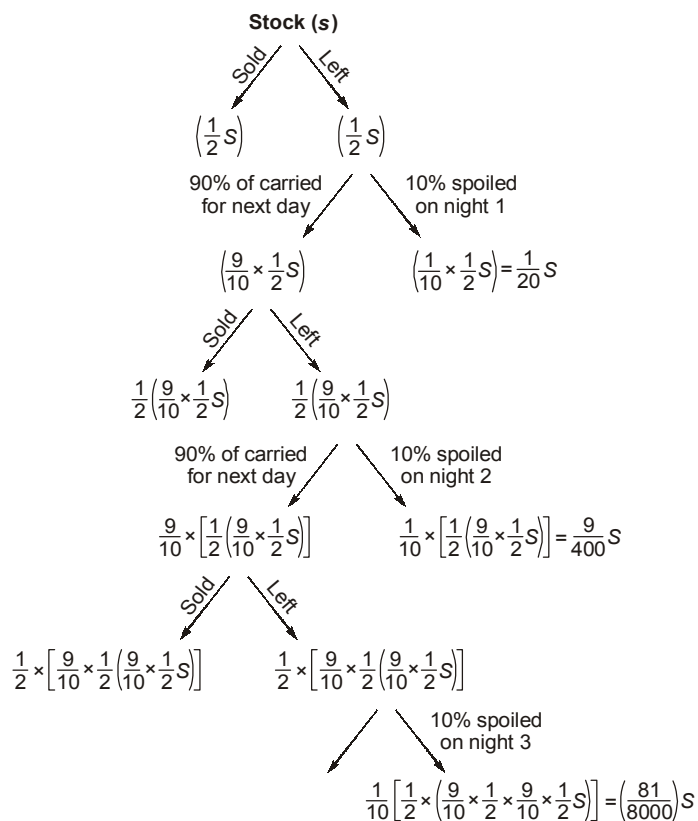 Stock (s)
Sold Left
(1/2 S) (1/2 S)
90% of carried for next day 10% spoiled on night 1
(9/10 × 1/2 S) (1/10 × 1/2 S) = 1/20 S
Sold Left
1/2 (9/10 × 1/2 S) 1/2 (9/10 × 1/2 S)
90% of carried for next day 10% spoiled on night 2
9/10 × [1/2 (9/10 × 1/2 S)] 1/10 × [1/2 (9/10 × 1/2 S)] = 9/400 S
Sold Left
1/2 × [9/10 × 1/2 (9/10 × 1/2 S)] 1/2 × [9/10 × 1/2 (9/10 × 1/2 S)]
10% spoiled on night 3
1/10 [1/2 × (9/10 × 1/2 × 9/10 × 1/2 S)] = (81/8000) S